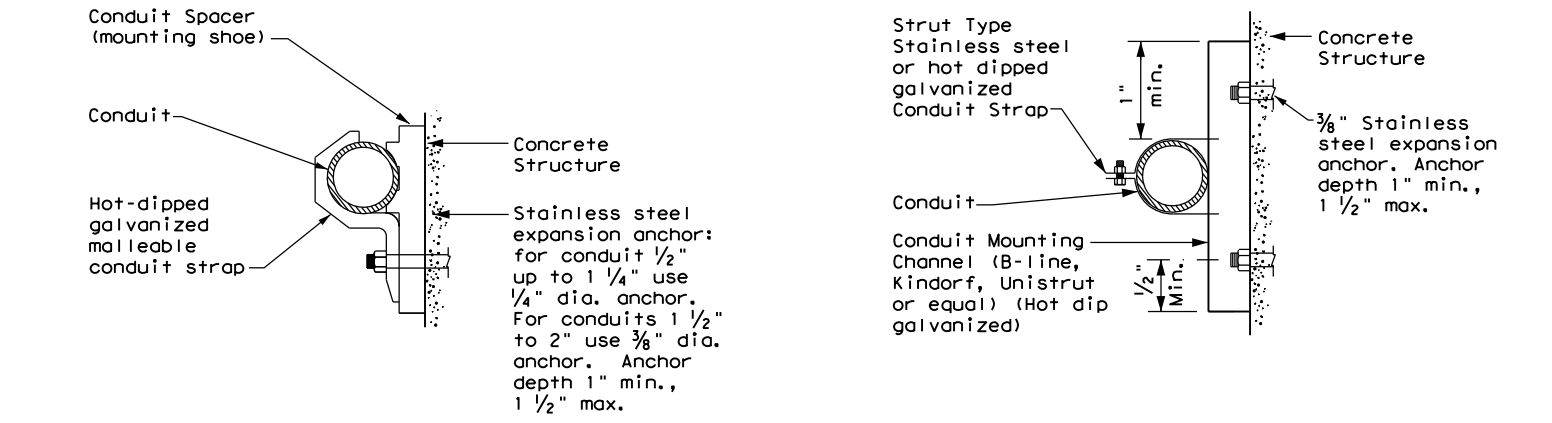 Conduit Spacer
(mounting shoe)
Conduit
Hot-dipped
galvanized
malleable
conduit strap
Concrete
Structure
Stainless steel
expansion anchor:
for conduit 1/2"
up to 1 1/4" use
1/4" dia. anchor.
For conduits 1 1/2"
to 2" use 3/8" dia.
anchor. Anchor
depth 1" min.,
1 1/2" max.
Strut Type
Stainless steel
or hot dipped
galvanized
Conduit Strap
Conduit
Conduit Mounting
Channel (B-line,
Kindorf, Unistrut
or equal) (Hot dip
galvanized)
1"
min.
1/2"
Min.
Concrete
Structure
3/8" Stainless
steel expansion
anchor. Anchor
depth 1" min.,
1 1/2" max.